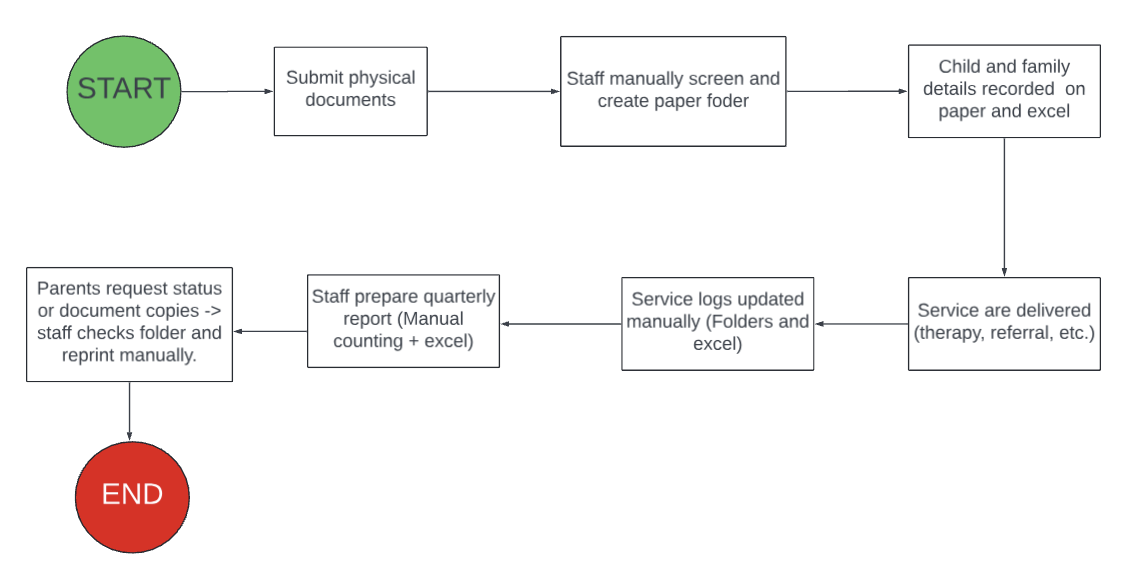 START
Submit physical
documents
Staff manually screen and
create paper foder
Child and family
details recorded on
paper and excel
Service are delivered
(therapy, referral, etc.)
Service logs updated
manually (Folders and
excel)
Staff prepare quarterly
report (Manual
counting + excel)
Parents request status
or document copies ->
staff checks folder and
reprint manually.
END